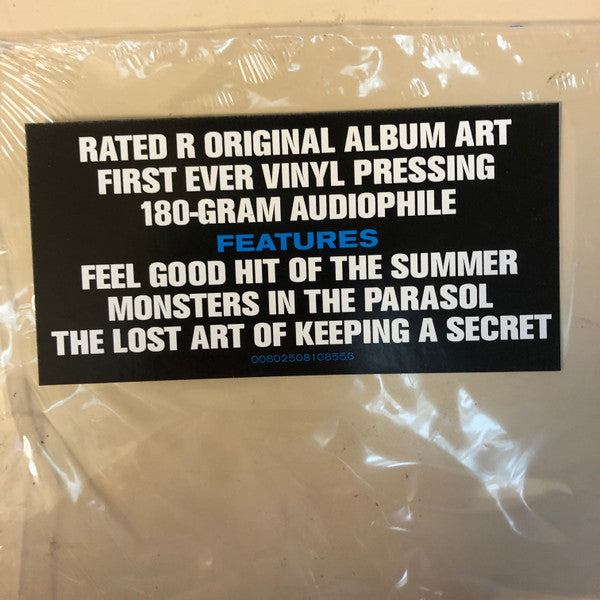 RATED R ORIGINAL ALBUM ART
FIRST EVER VINYL PRESSING
180-GRAM AUDIOPHILE
FEATURES
FEEL GOOD HIT OF THE SUMMER
MONSTERS IN THE PARASOL
THE LOST ART OF KEEPING A SECRET
00602508108556